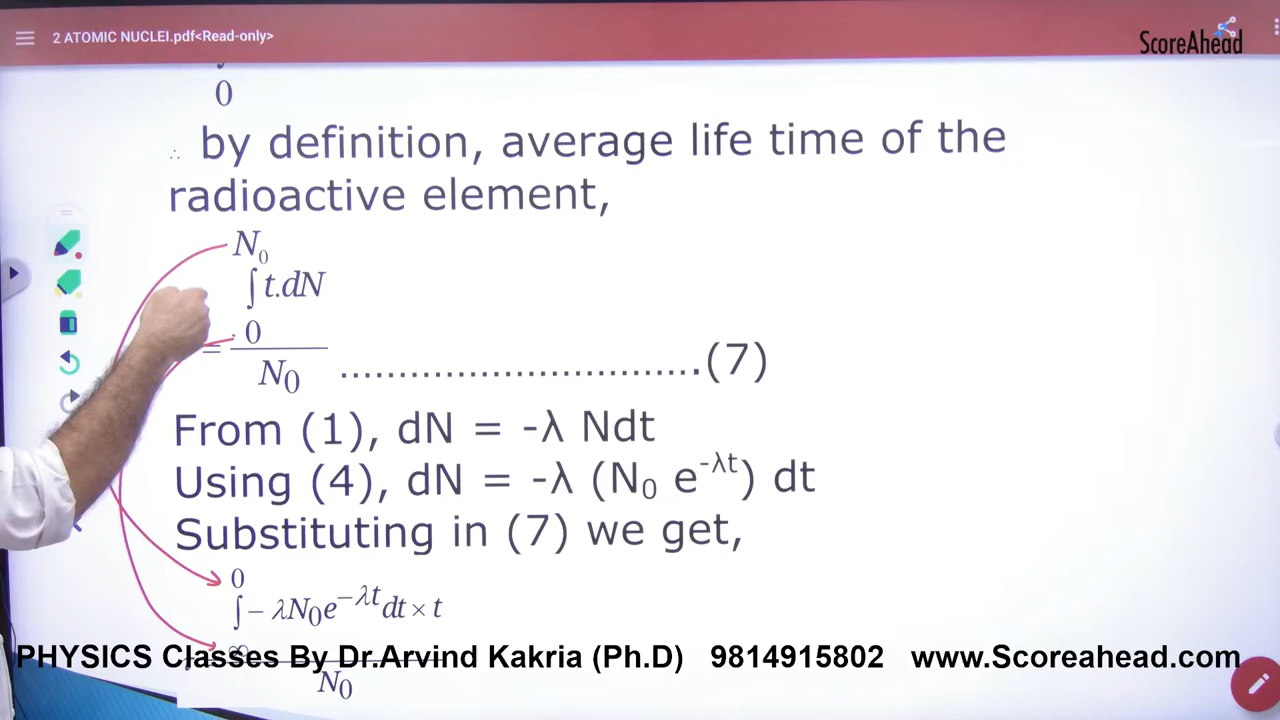 2 ATOMIC NUCLEI.pdf<Read-only>
ScoreAhead
0
∴ by definition, average life time of the
radioactive element,
N₀
∫ t.dN
0
=
N₀ ..............................(7)
From (1), dN = -λ Ndt
Using (4), dN = -λ (N₀ e^-λt) dt
Substituting in (7) we get,
0
∫ − λN₀e^−λt dt × t
∞
PHYSICS Classes By Dr.Arvind Kakria (Ph.D) 9814915802 www.Scoreahead.com
N₀